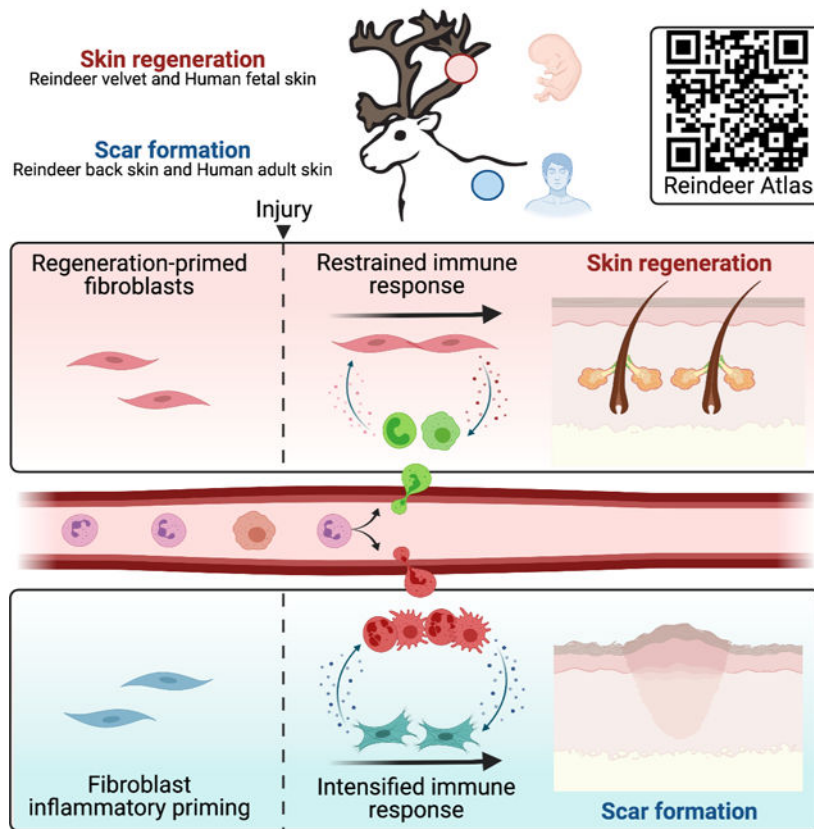 Skin regeneration
Reindeer velvet and Human fetal skin
Scar formation
Reindeer back skin and Human adult skin
Reindeer Atlas
Injury
Regeneration-primed
fibroblasts
Restrained immune
response
Skin regeneration
Fibroblast
inflammatory priming
Intensified immune
response
Scar formation